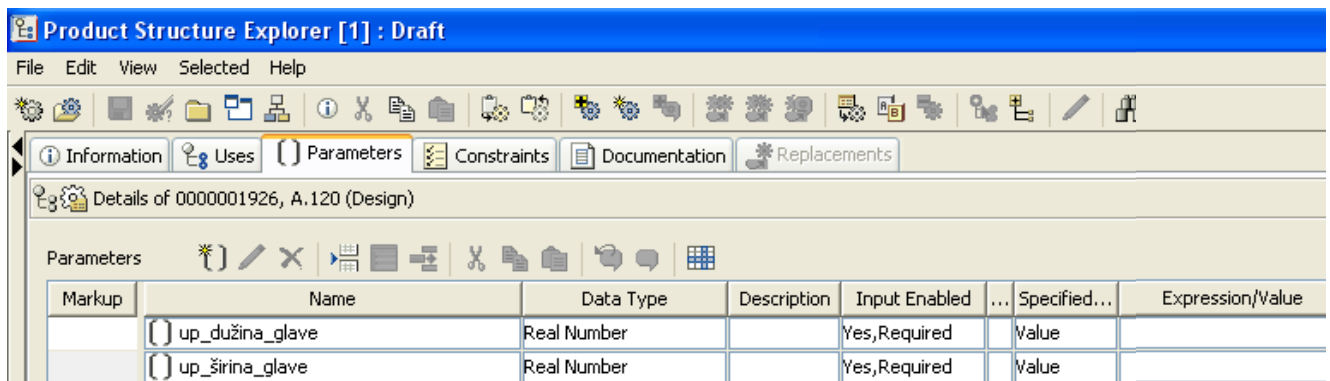 Product Structure Explorer [1] : Draft
File Edit View Selected Help
Information Uses Parameters Constraints Documentation Replacements
Details of 0000001926, A.120 (Design)
Parameters
Markup Name Data Type Description Input Enabled ... Specified... Expression/Value
up_dužina_glave Real Number Yes,Required Value
up_širina_glave Real Number Yes,Required Value